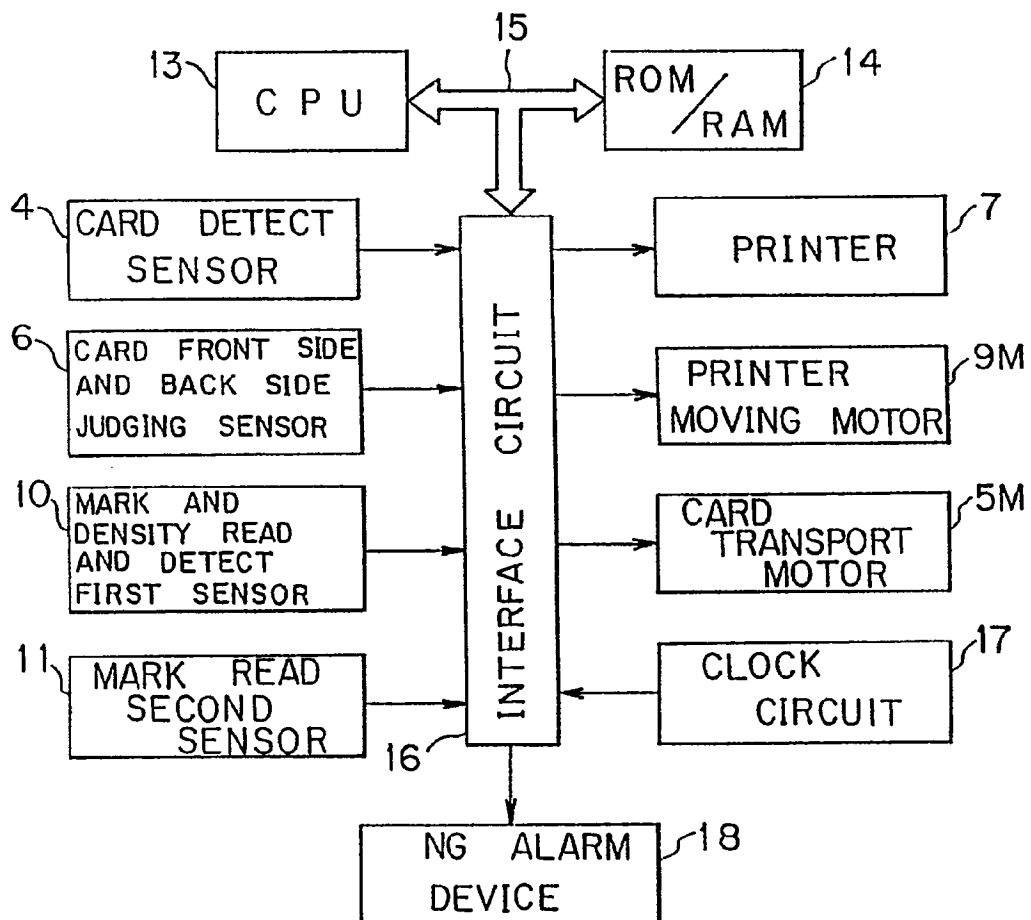 15
13
CPU
ROM
/
RAM
14
4
CARD DETECT
SENSOR
7
PRINTER
6
CARD FRONT SIDE
AND BACK SIDE
JUDGING SENSOR
9M
PRINTER
MOVING MOTOR
10
MARK AND
DENSITY READ
AND DETECT
FIRST SENSOR
5M
CARD
TRANSPORT
MOTOR
11
MARK READ
SECOND
SENSOR
17
CLOCK
CIRCUIT
INTERFACE CIRCUIT
16
NG ALARM
DEVICE
18